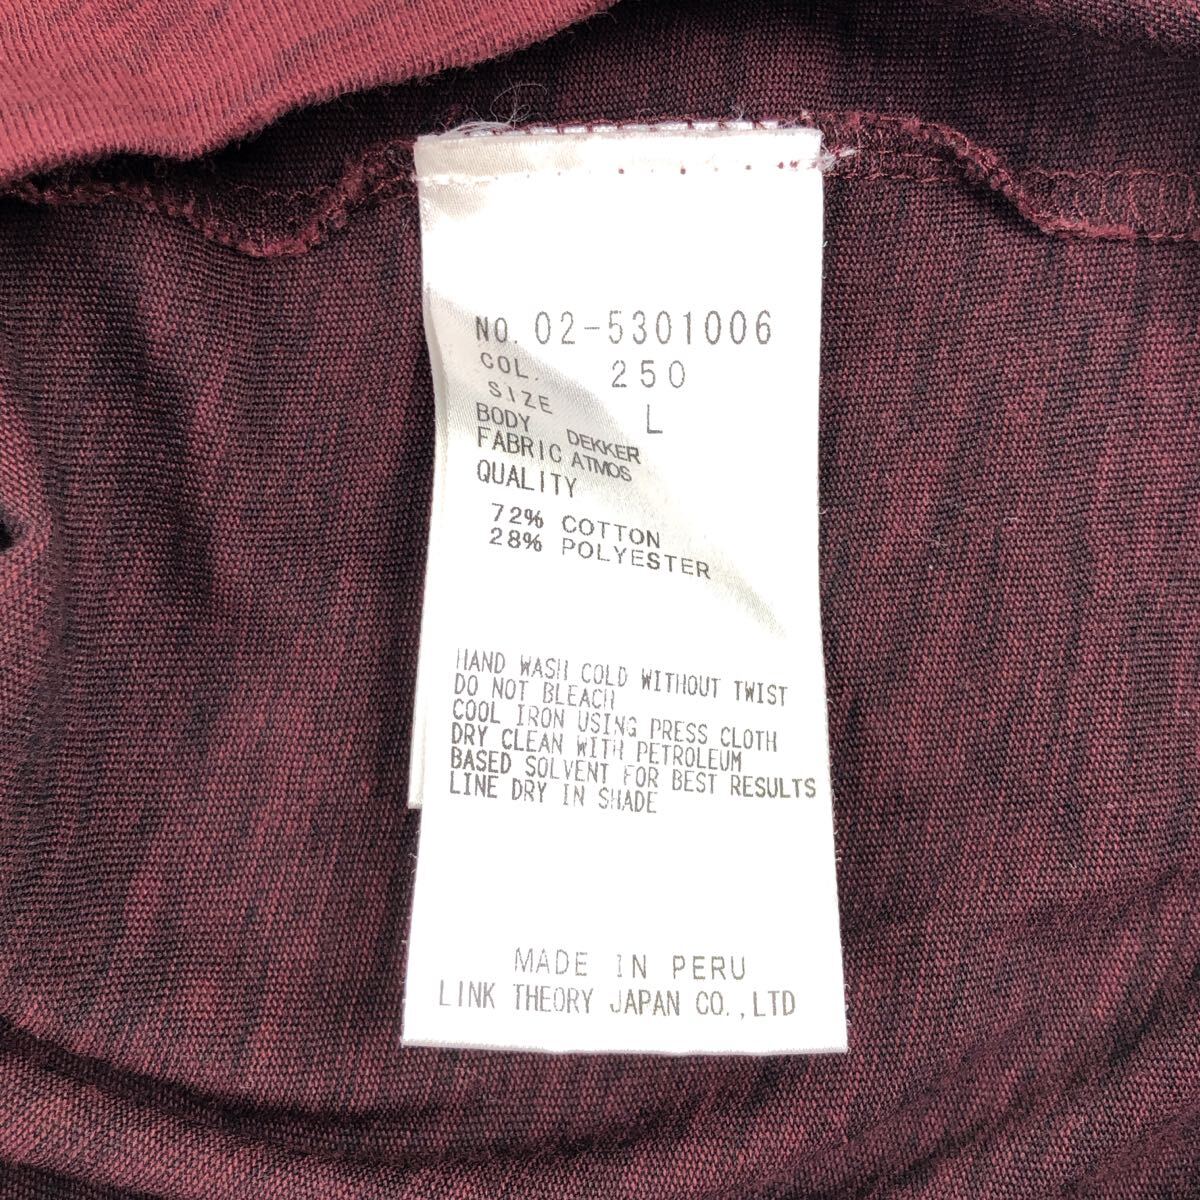 NO. 02-5301006
COL. 250
SIZE L
BODY DEKKER
FABRIC ATMOS
QUALITY
72% COTTON
28% POLYESTER
HAND WASH COLD WITHOUT TWIST
DO NOT BLEACH
COOL IRON USING PRESS CLOTH
DRY CLEAN WITH PETROLEUM
BASED SOLVENT FOR BEST RESULTS
LINE DRY IN SHADE
MADE IN PERU
LINK THEORY JAPAN CO.,LTD